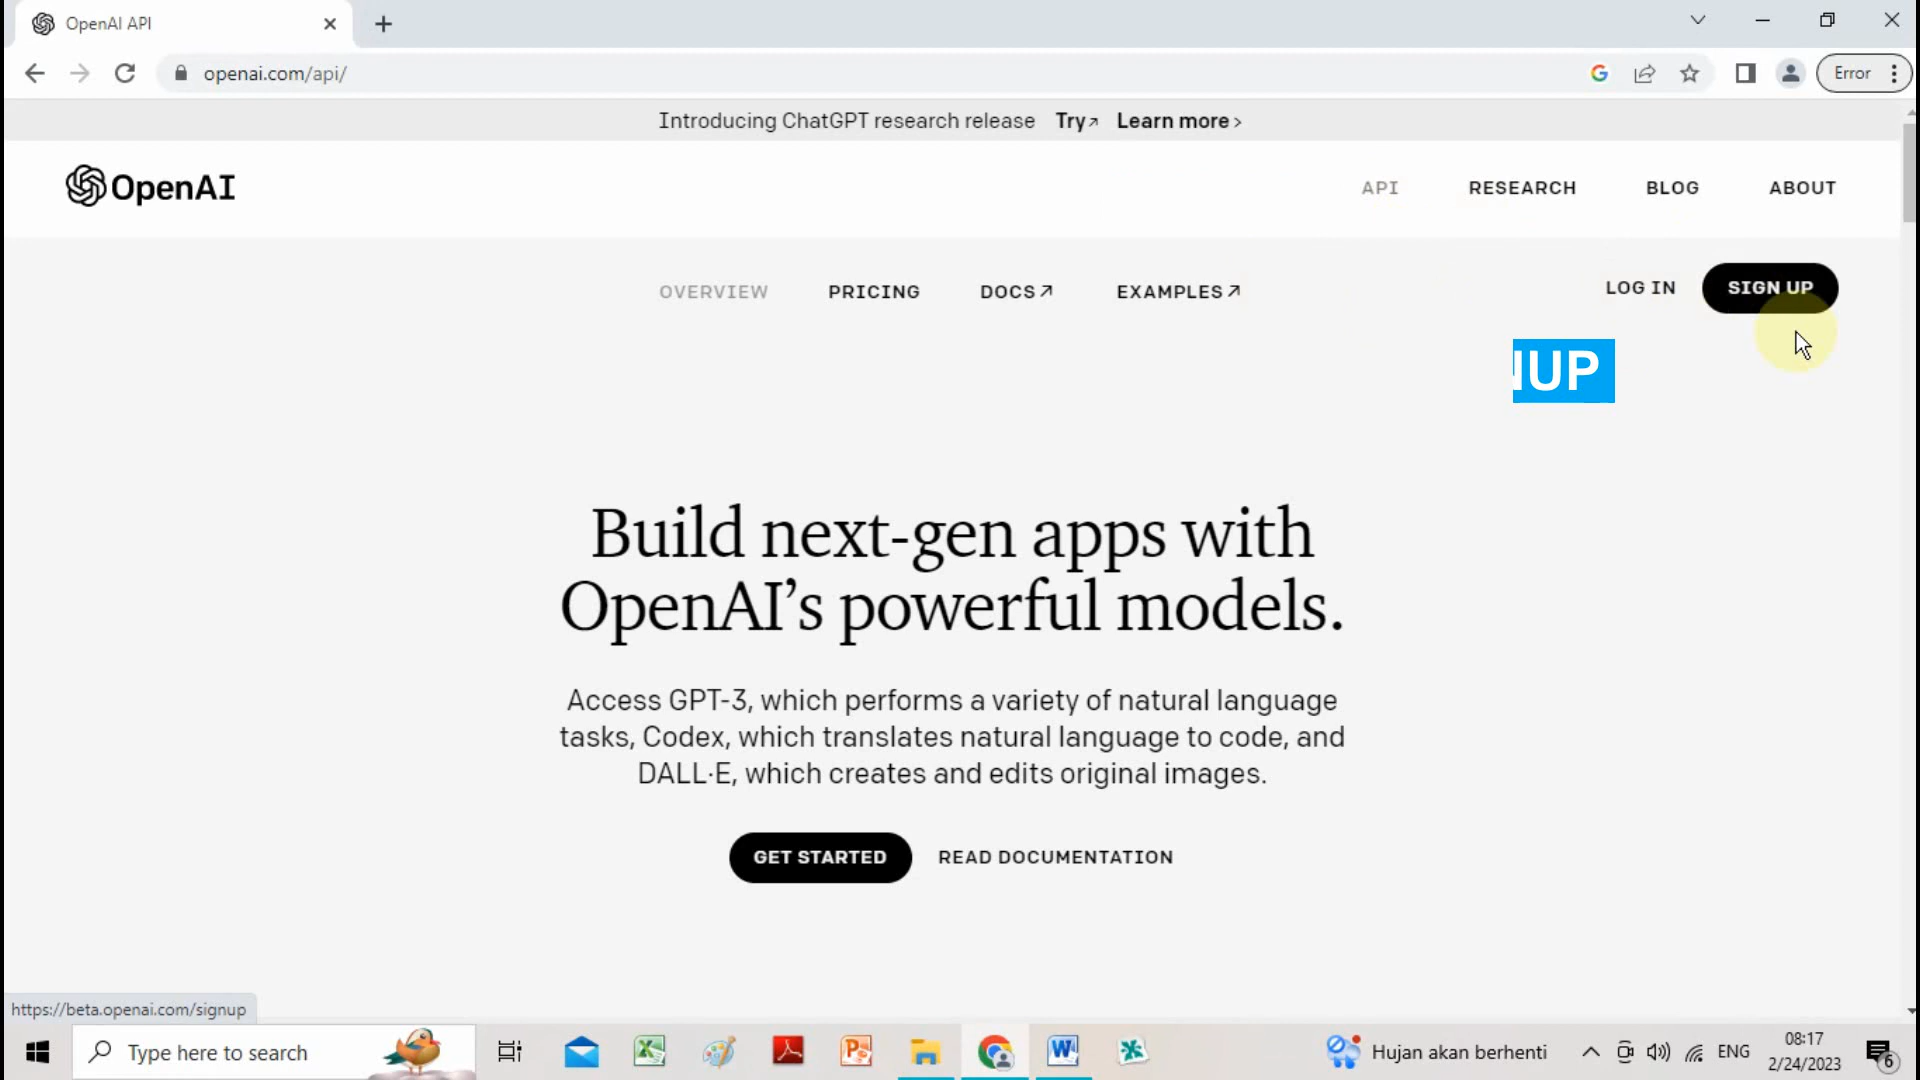 OpenAI API
openai.com/api/
Error
Introducing ChatGPT research release Try↗ Learn more ›
OpenAI
API RESEARCH BLOG ABOUT
OVERVIEW PRICING DOCS↗ EXAMPLES↗
LOG IN SIGN UP
NUP
Build next-gen apps with
OpenAI’s powerful models.
Access GPT-3, which performs a variety of natural language
tasks, Codex, which translates natural language to code, and
DALL·E, which creates and edits original images.
GET STARTED READ DOCUMENTATION
https://beta.openai.com/signup
Type here to search
Hujan akan berhenti
ENG
08:17
2/24/2023
6